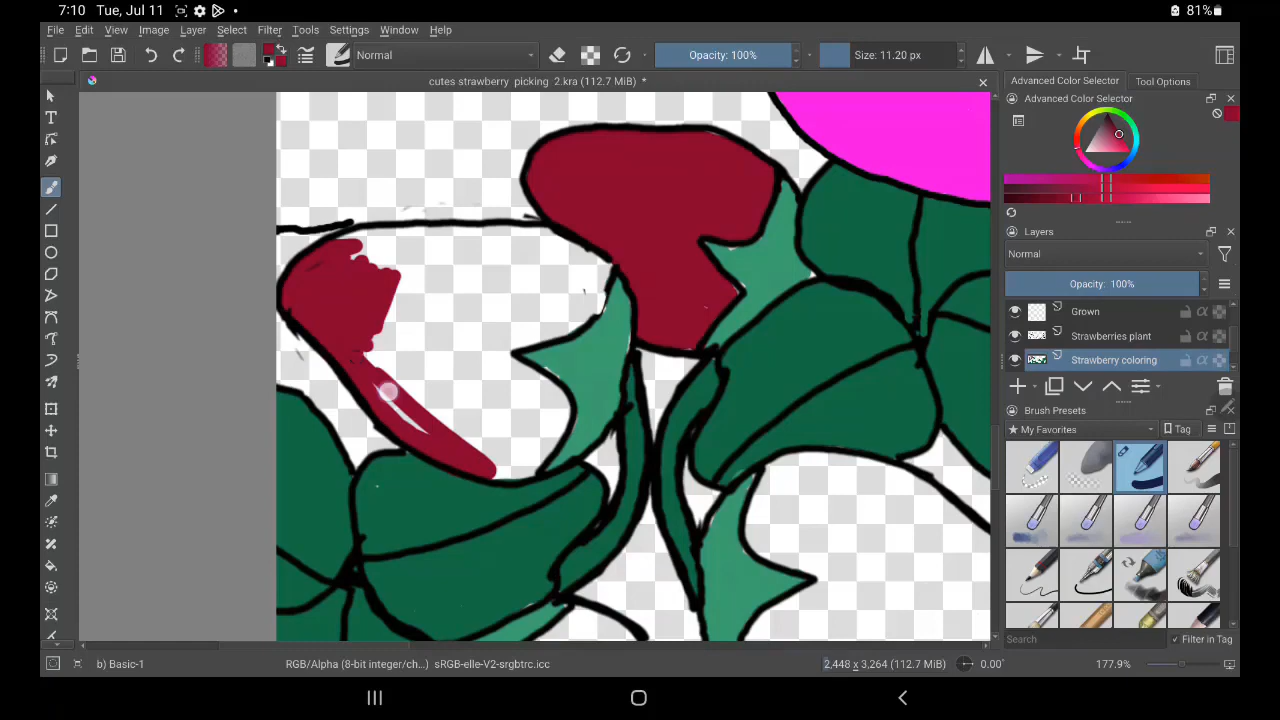 7:10 Tue, Jul 11 81%
File Edit View Image Layer Select Filter Tools Settings Window Help
Normal Opacity: 100% Size: 11.20 px
cutes strawberry picking 2.kra (112.7 MiB) *
Advanced Color Selector Tool Options
Advanced Color Selector
Layers
Normal
Opacity: 100%
Grown
Strawberries plant
Strawberry coloring
Brush Presets
★ My Favorites Tag
Search ✓ Filter in Tag
b) Basic-1 RGB/Alpha (8-bit integer/ch...) sRGB-elle-V2-srgbtrc.icc 2,448 x 3,264 (112.7 MiB) 0.00° 177.9%